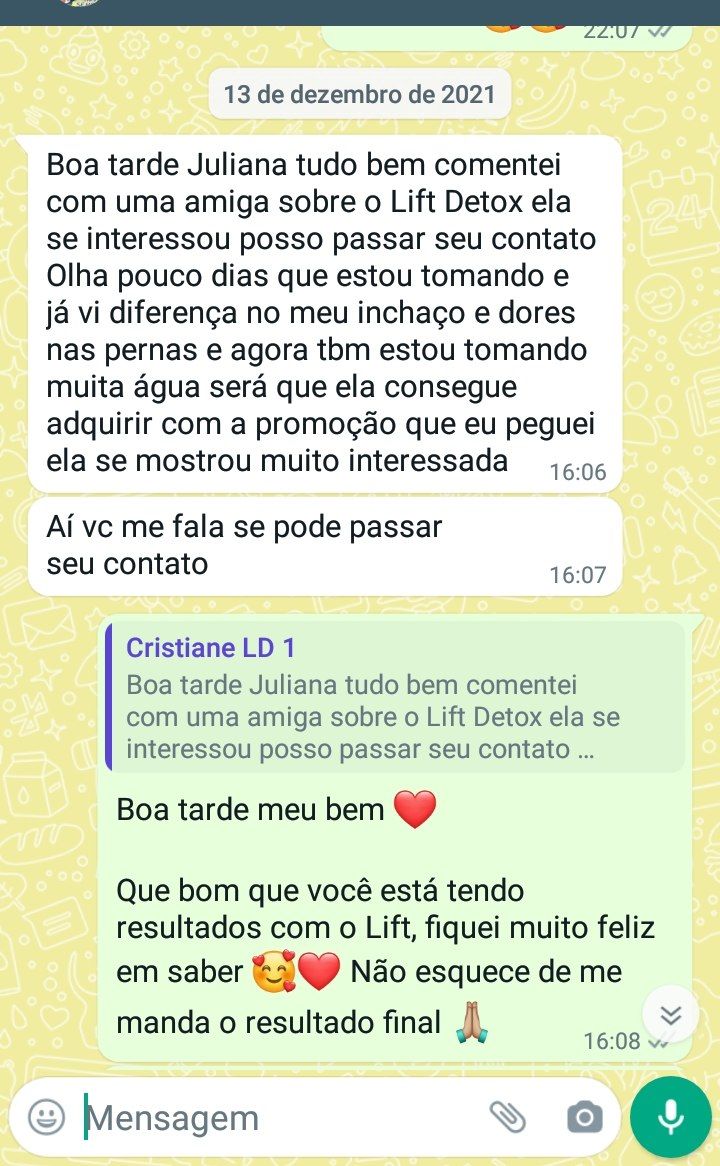 22:07
13 de dezembro de 2021
Boa tarde Juliana tudo bem comentei
com uma amiga sobre o Lift Detox ela
se interessou posso passar seu contato
Olha pouco dias que estou tomando e
já vi diferença no meu inchaço e dores
nas pernas e agora tbm estou tomando
muita água será que ela consegue
adquirir com a promoção que eu peguei
ela se mostrou muito interessada
16:06
Aí vc me fala se pode passar
seu contato
16:07
Cristiane LD 1
Boa tarde Juliana tudo bem comentei
com uma amiga sobre o Lift Detox ela se
interessou posso passar seu contato ...
Boa tarde meu bem ❤️
Que bom que você está tendo
resultados com o Lift, fiquei muito feliz
em saber 🥰❤️ Não esquece de me
manda o resultado final 🙏🏼
16:08
Mensagem